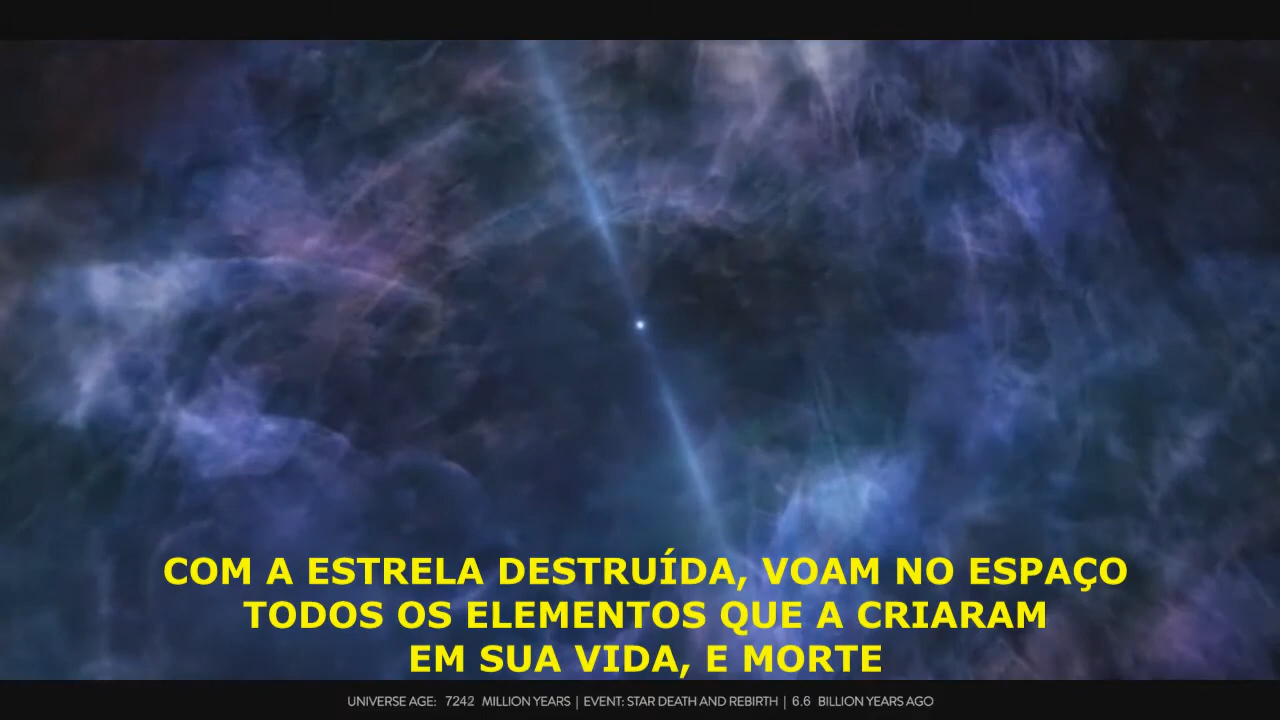 COM A ESTRELA DESTRUÍDA, VOAM NO ESPAÇO
TODOS OS ELEMENTOS QUE A CRIARAM
EM SUA VIDA, E MORTE
UNIVERSE AGE: 7242 MILLION YEARS | EVENT: STAR DEATH AND REBIRTH | 6.6 BILLION YEARS AGO